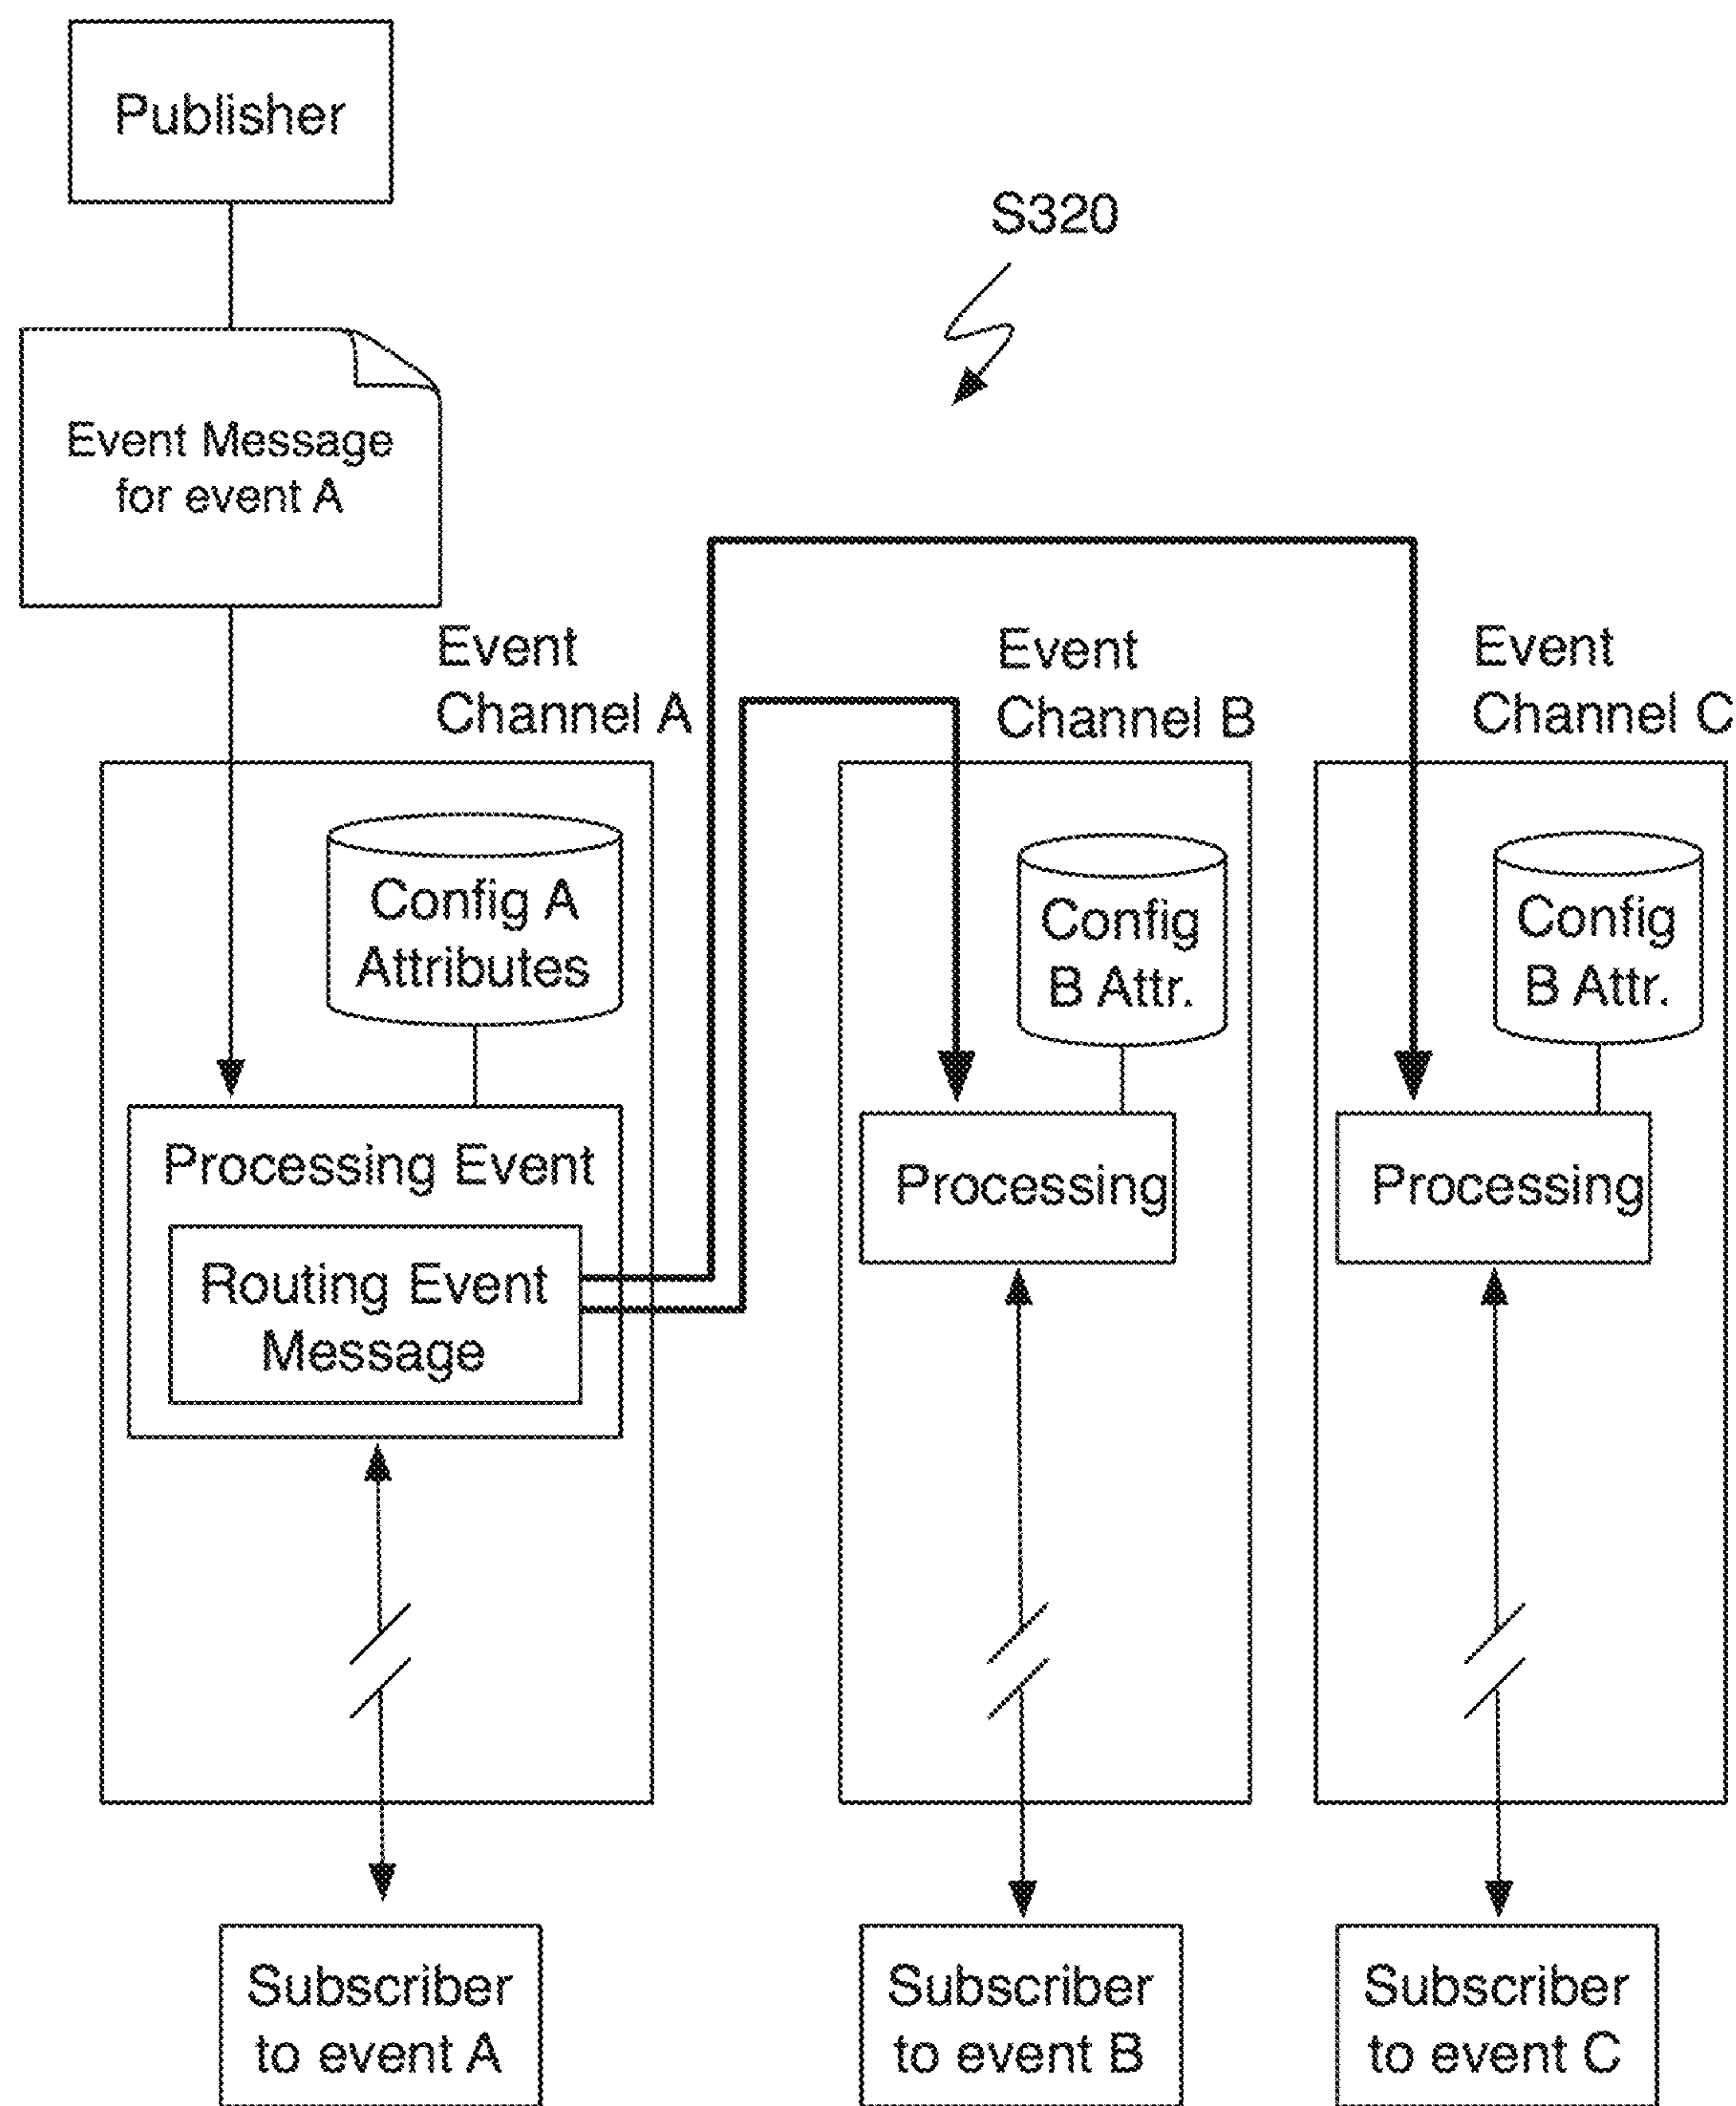 Publisher
S320
Event Message
for event A
Event
Channel A
Event
Channel B
Event
Channel C
Config A
Attributes
Config
B Attr.
Config
B Attr.
Processing Event
Routing Event
Message
Processing
Processing
Subscriber
to event A
Subscriber
to event B
Subscriber
to event C